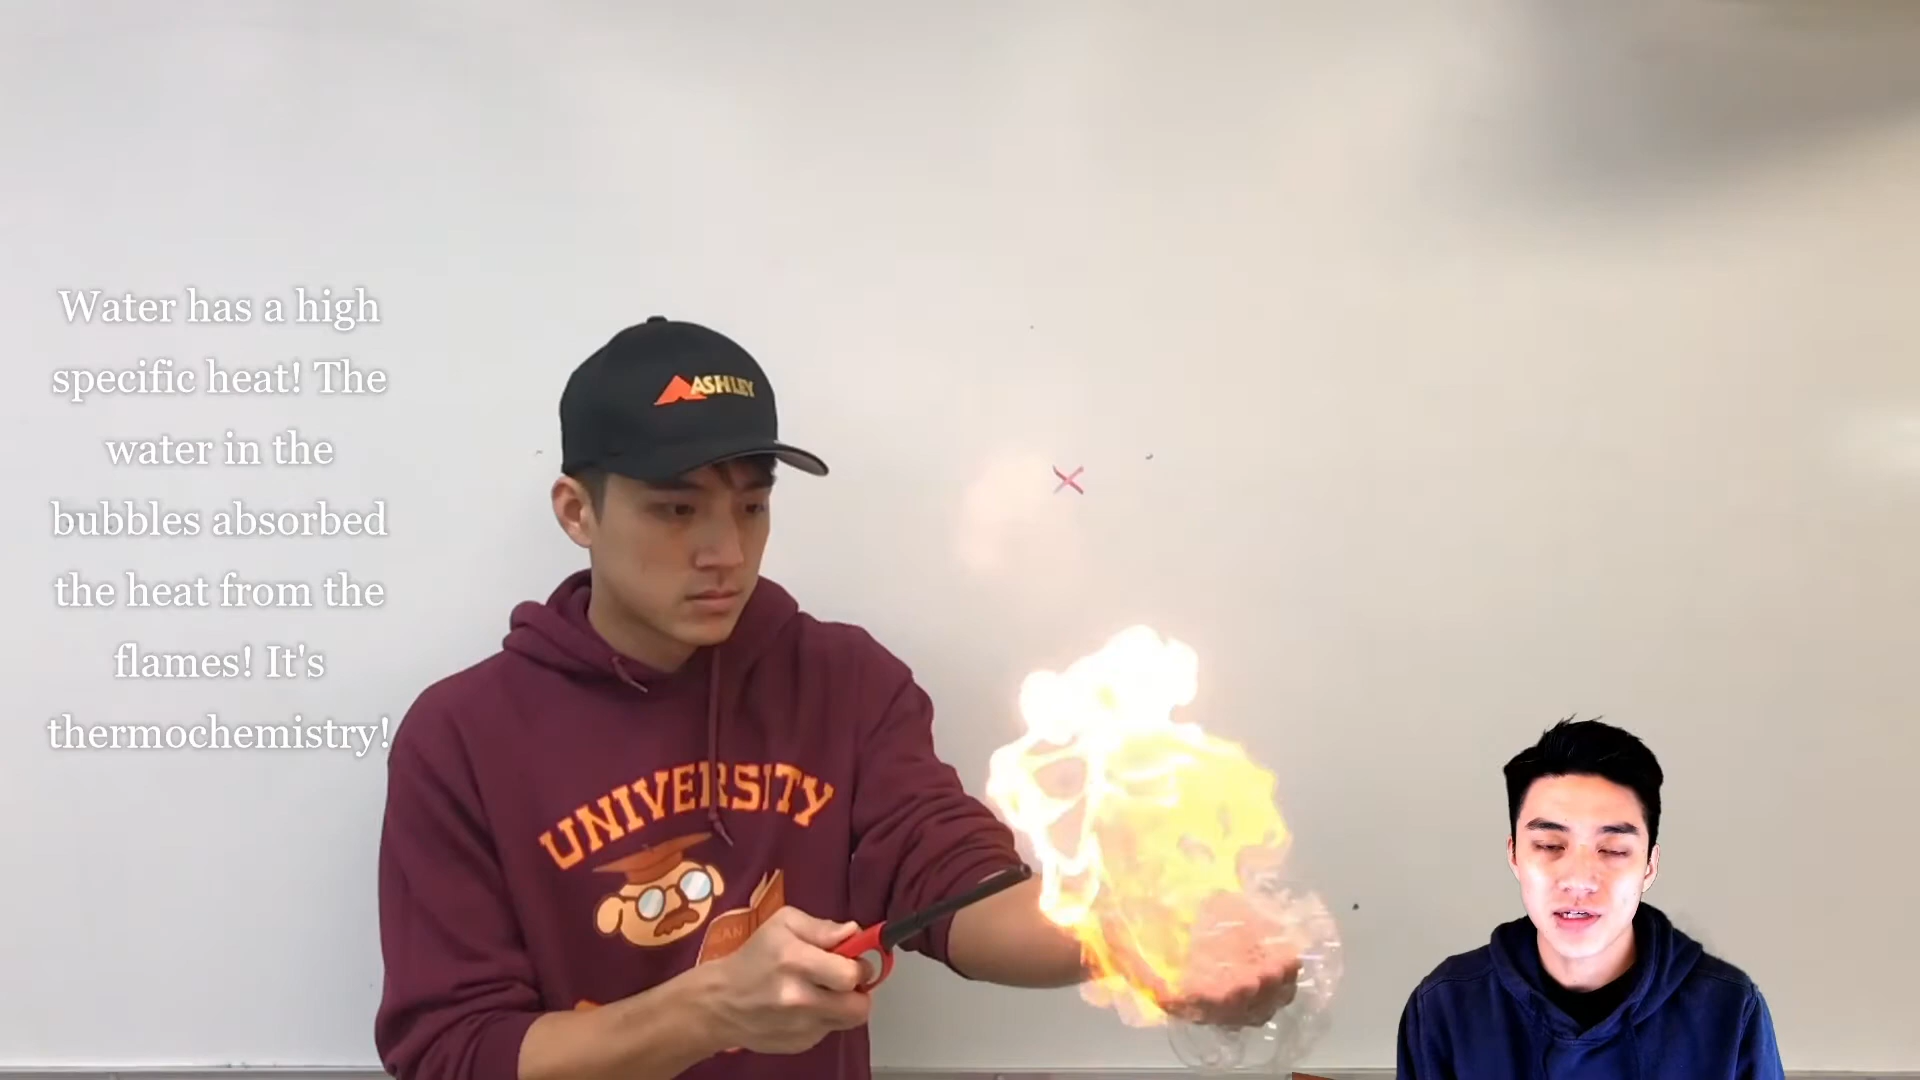 Water has a high
specific heat! The
water in the
bubbles absorbed
the heat from the
flames! It's
thermochemistry!
ASHLEY
UNIVERSITY